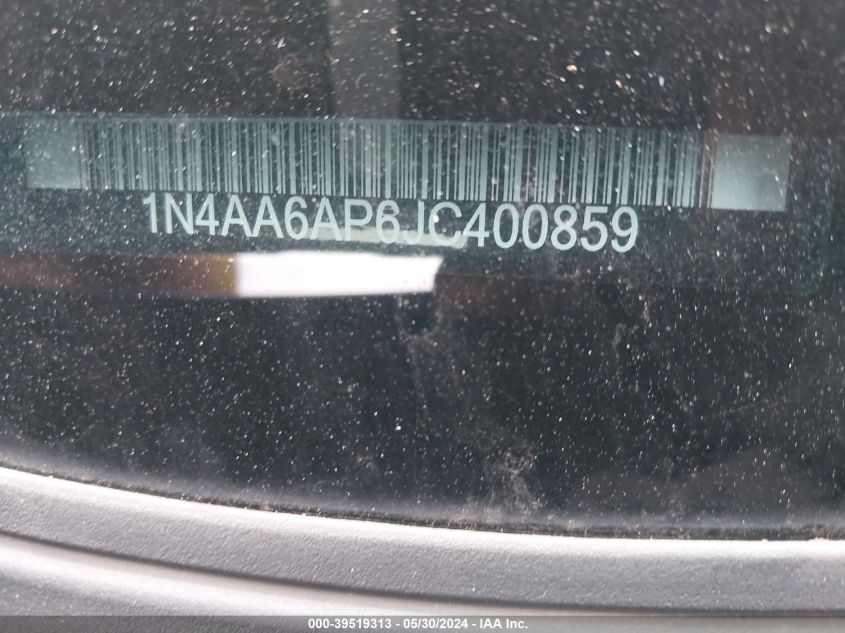 1N4AA6AP6JC400859
000-39519313 - 05/30/2024 - IAA Inc.